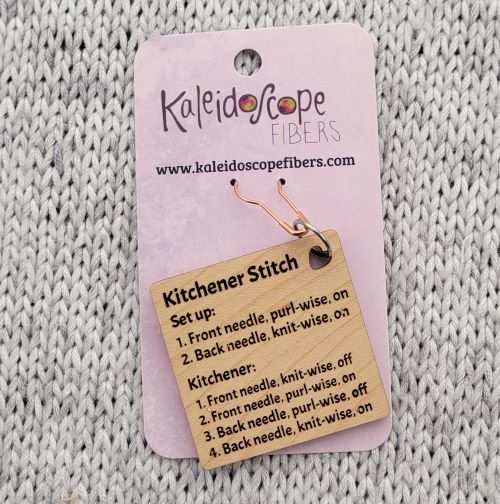 Kaleidoscope
FIBERS
www.kaleidoscopefibers.com
Kitchener Stitch
Set up:
1. Front needle, purl-wise, on
2. Back needle, knit-wise, on
Kitchener:
1. Front needle, knit-wise, off
2. Front needle, purl-wise, on
3. Back needle, purl-wise, off
4. Back needle, knit-wise, on